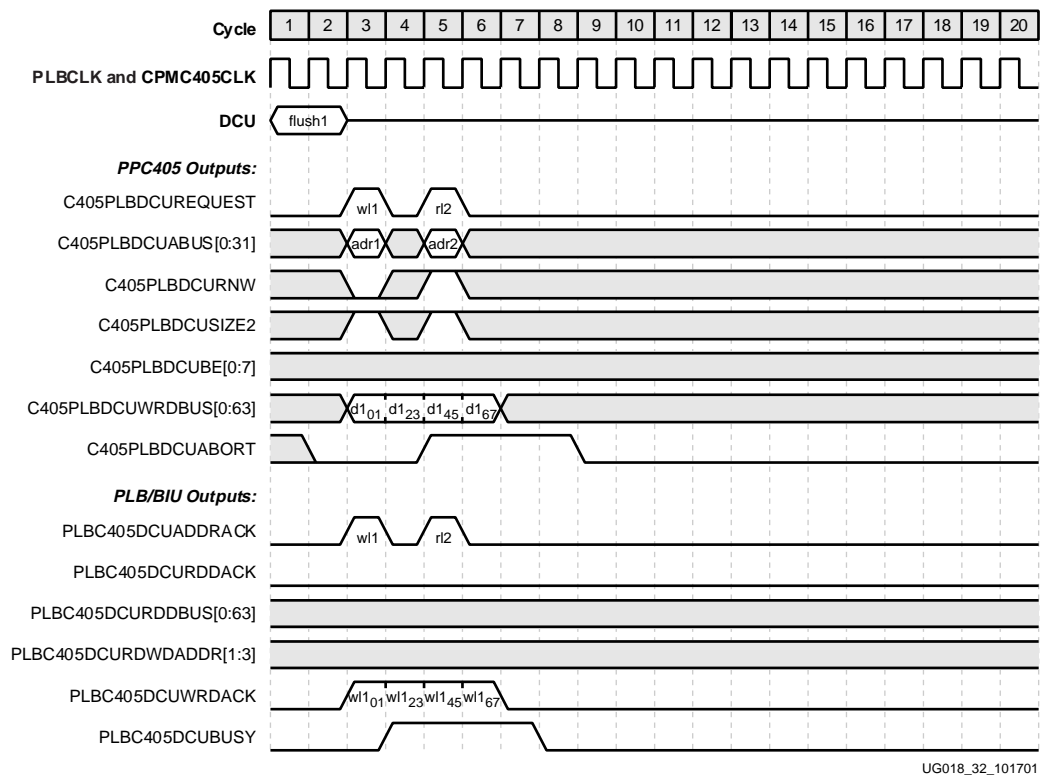 Cycle 1 2 3 4 5 6 7 8 9 10 11 12 13 14 15 16 17 18 19 20
PLBCLK and CPMC405CLK
DCU flush1
PPC405 Outputs:
C405PLBDCUREQUEST wl1 rl2
C405PLBDCUABUS[0:31] adr1 adr2
C405PLBDCURNW
C405PLBDCUSIZE2
C405PLBDCUBE[0:7]
C405PLBDCUWRDBUS[0:63] d1₀₁ d1₂₃ d1₄₅ d1₆₇
C405PLBDCUABORT
PLB/BIU Outputs:
PLBC405DCUADDRACK wl1 rl2
PLBC405DCURDDACK
PLBC405DCURDDBUS[0:63]
PLBC405DCURDWDADDR[1:3]
PLBC405DCUWRDACK wl1₀₁ wl1₂₃ wl1₄₅ wl1₆₇
PLBC405DCUBUSY
UG018_32_101701